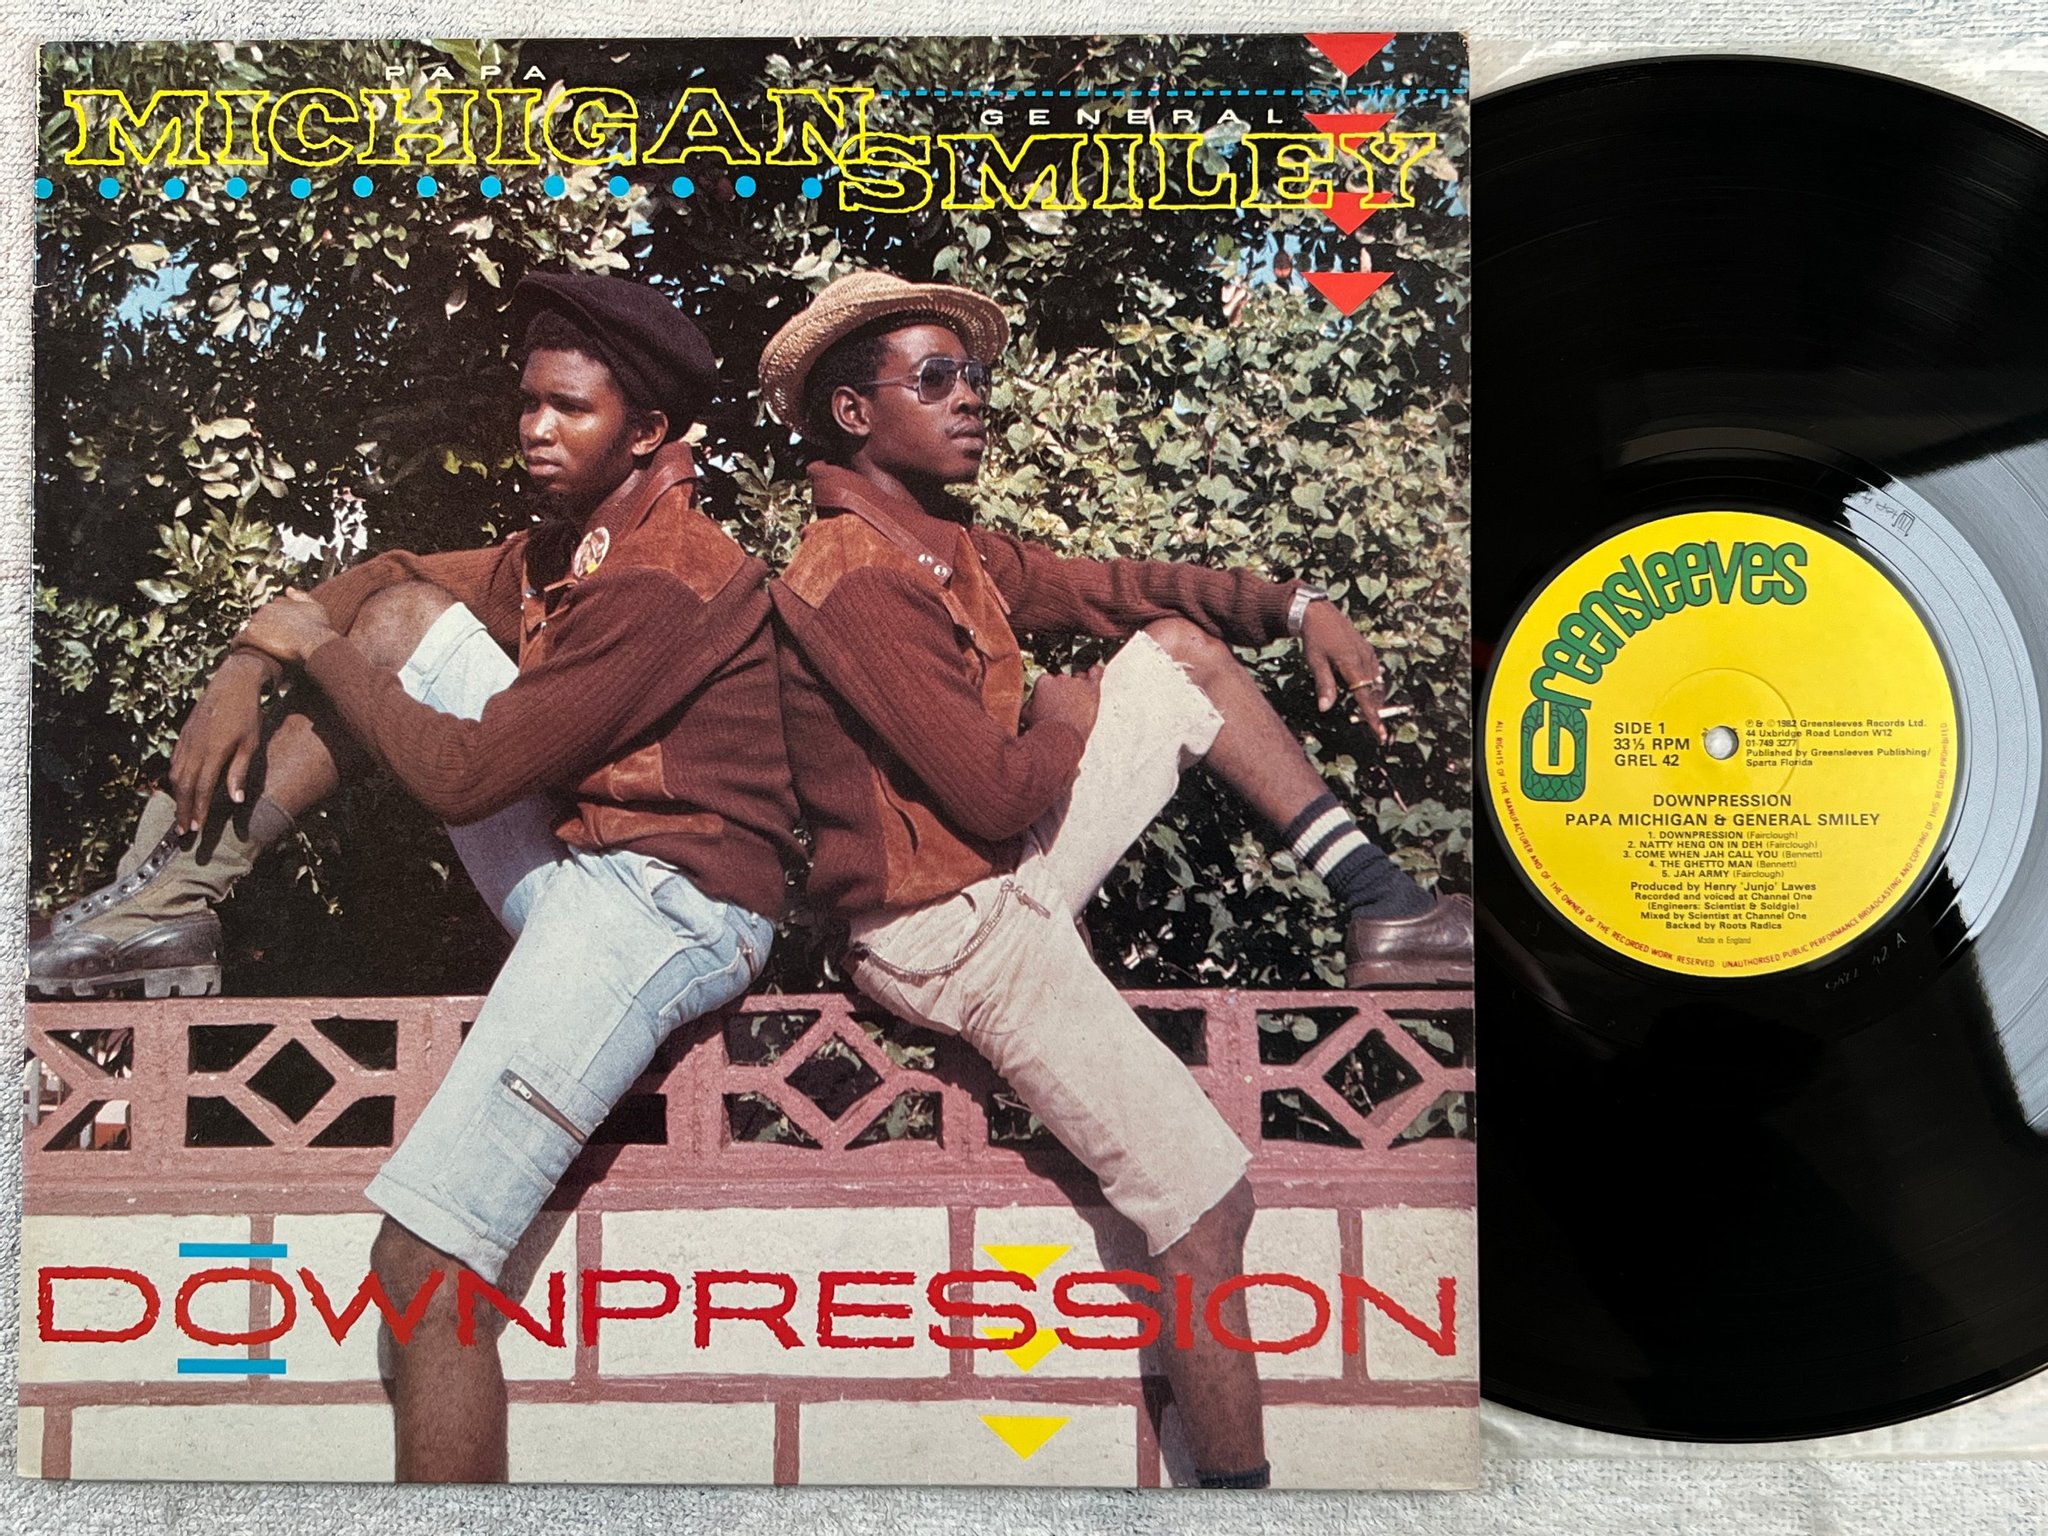 PAPA
MICHIGAN
GENERAL
SMILEY
DOWNPRESSION
Greensleeves
SIDE 1
33⅓ RPM
GREL 42
℗ & © 1982 Greensleeves Records Ltd.
44 Uxbridge Road London W12
01-749 3277
Published by Greensleeves Publishing/
Sparta Florida
DOWNPRESSION
PAPA MICHIGAN & GENERAL SMILEY
1. DOWNPRESSION (Fairclough)
2. NATTY HENG ON IN DEH (Fairclough)
3. COME WHEN JAH CALL YOU (Bennett)
4. THE GHETTO MAN (Bennett)
5. JAH ARMY (Fairclough)
Produced by Henry 'Junjo' Lawes
Recorded and voiced at Channel One
(Engineers: Scientist & Soldgie)
Mixed by Scientist at Channel One
Backed by Roots Radics
Made in England
ALL RIGHTS OF THE MANUFACTURER AND OF THE OWNER OF THE RECORDED WORK RESERVED · UNAUTHORISED PUBLIC PERFORMANCE BROADCASTING AND COPYING OF THIS RECORD PROHIBITED.